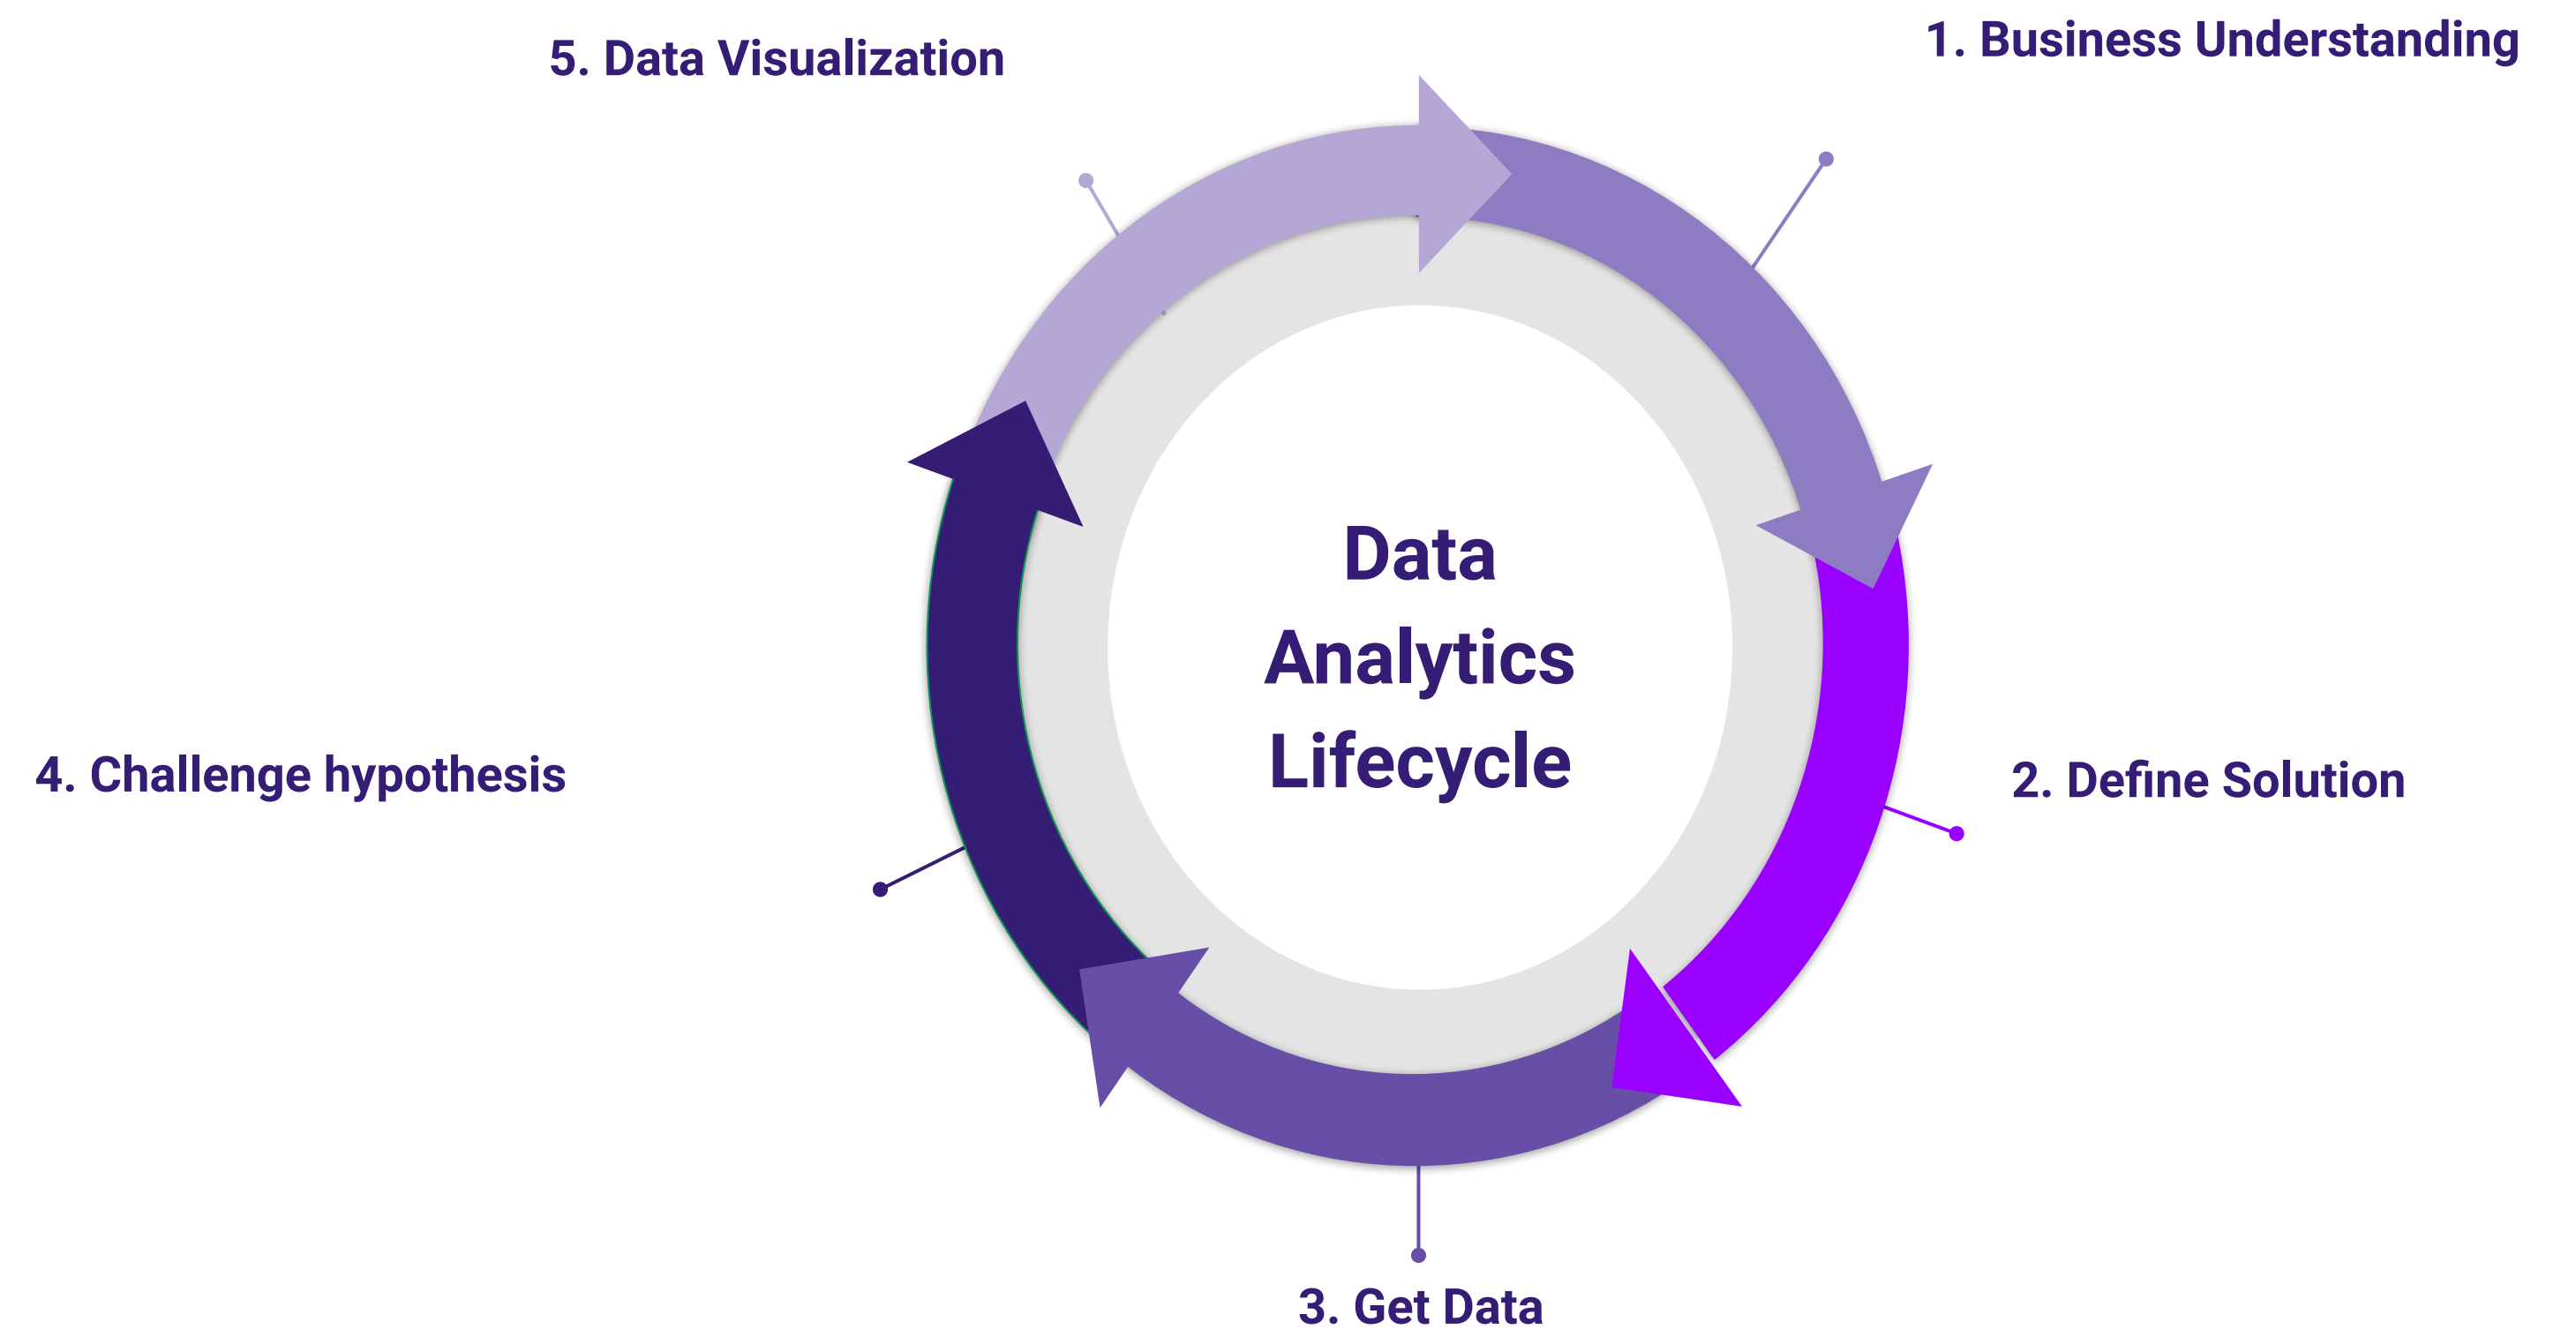 5. Data Visualization
1. Business Understanding
Data
Analytics
Lifecycle
4. Challenge hypothesis
2. Define Solution
3. Get Data